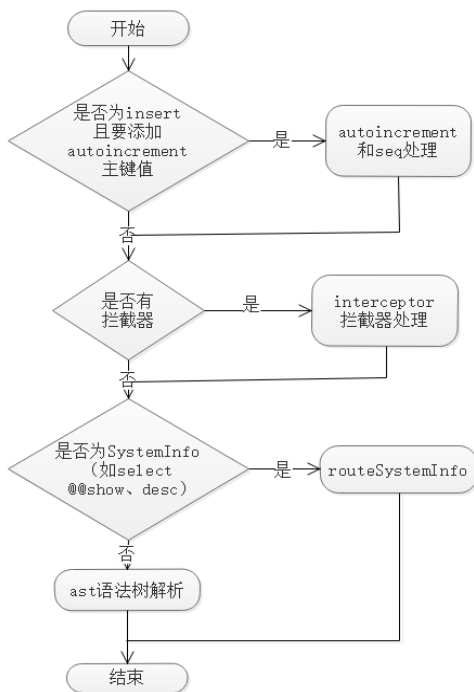 开始
是否为insert
且要添加
autoincrement
主键值
是
autoincrement
和seq处理
否
是否有
拦截器
是
interceptor
拦截器处理
否
是否为SystemInfo
（如select
@@show、desc）
是
routeSystemInfo
否
ast语法树解析
结束